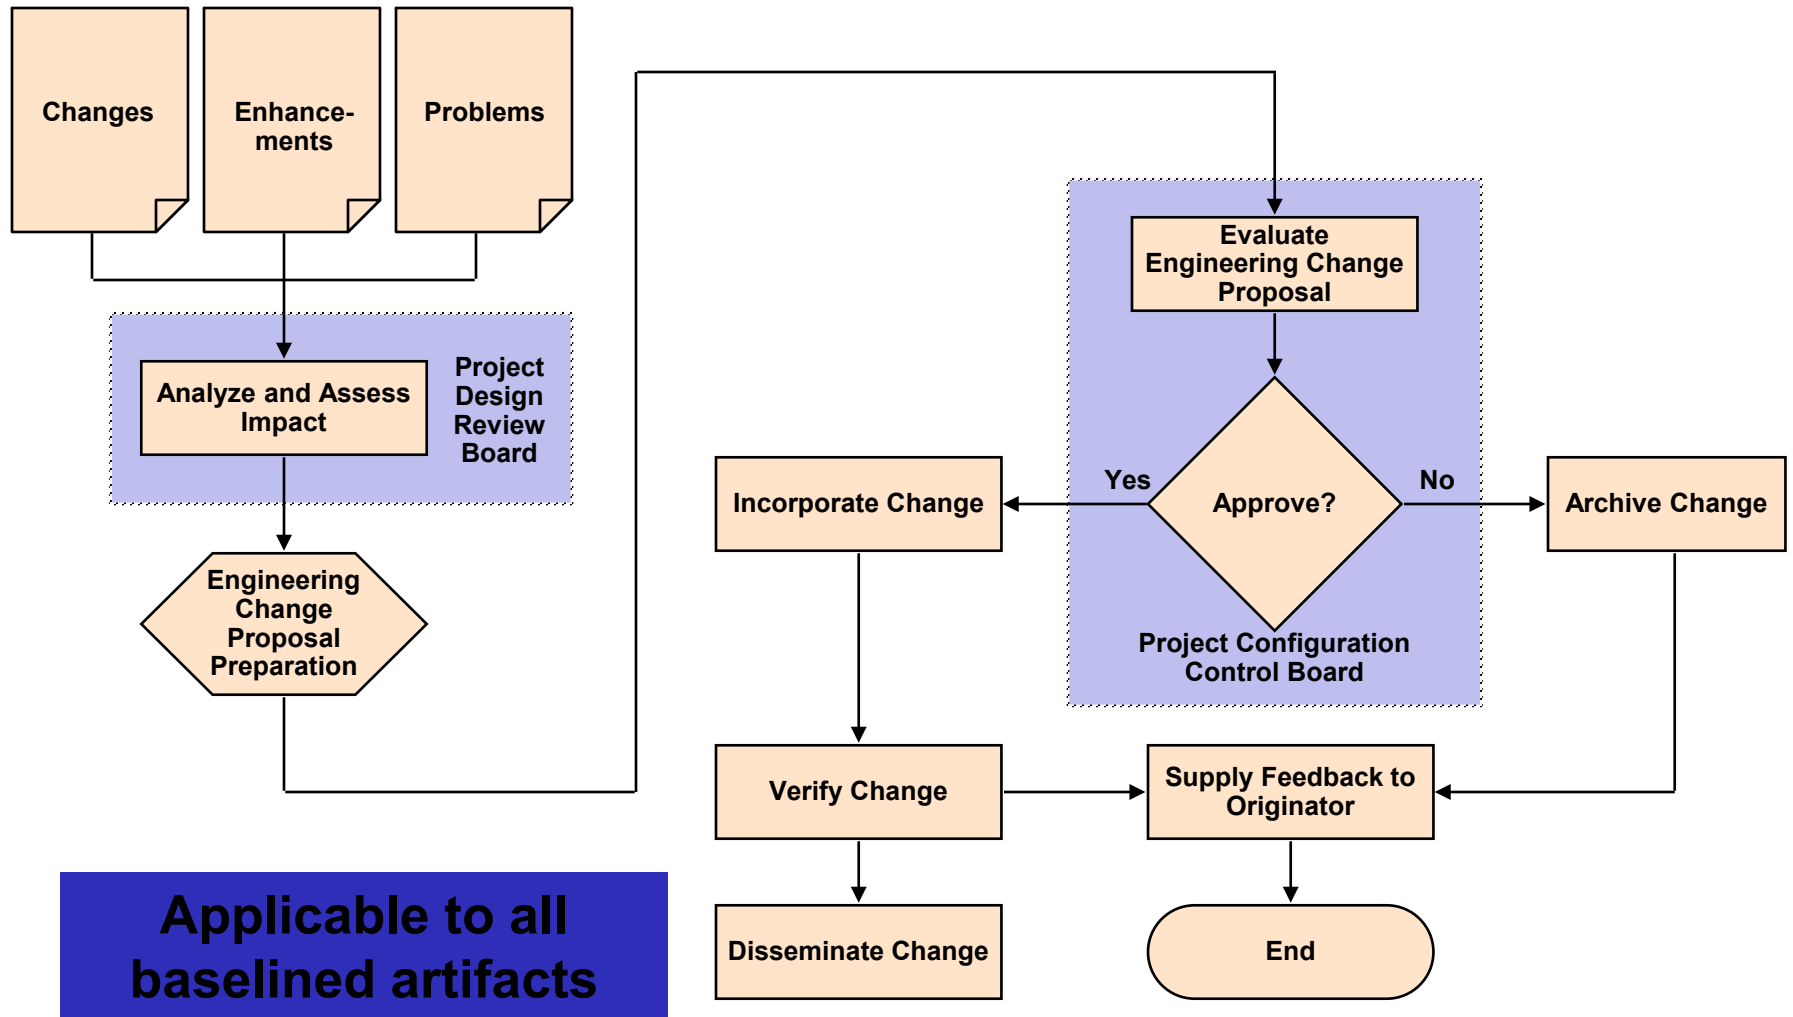 Changes
Enhance-
ments
Problems
Analyze and Assess
Impact
Project
Design
Review
Board
Engineering
Change
Proposal
Preparation
Evaluate
Engineering Change
Proposal
Approve?
Yes
No
Project Configuration
Control Board
Incorporate Change
Archive Change
Verify Change
Supply Feedback to
Originator
Disseminate Change
End
Applicable to all
baselined artifacts